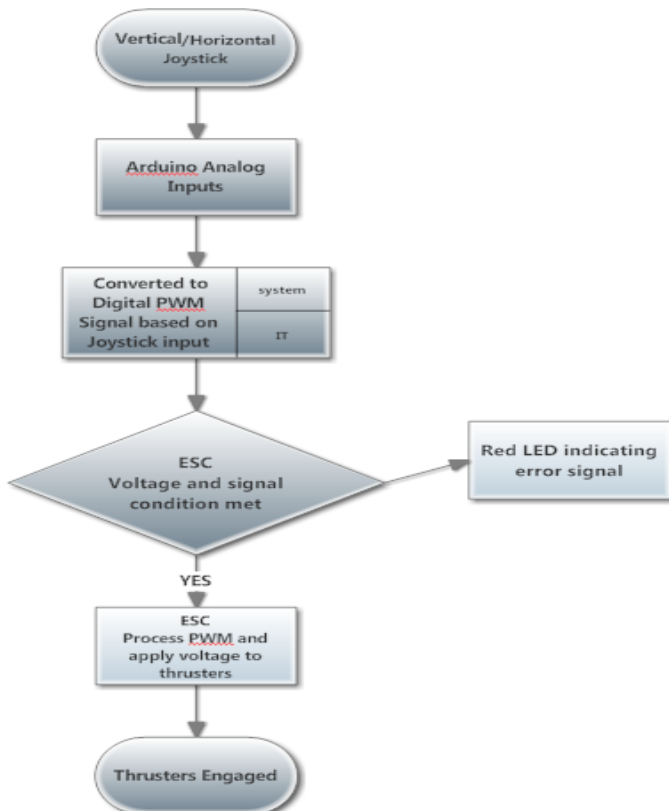 Vertical/Horizontal
Joystick
Arduino Analog
Inputs
Converted to
Digital PWM
Signal based on
Joystick input
system
IT
ESC
Voltage and signal
condition met
Red LED indicating
error signal
YES
ESC
Process PWM and
apply voltage to
thrusters
Thrusters Engaged